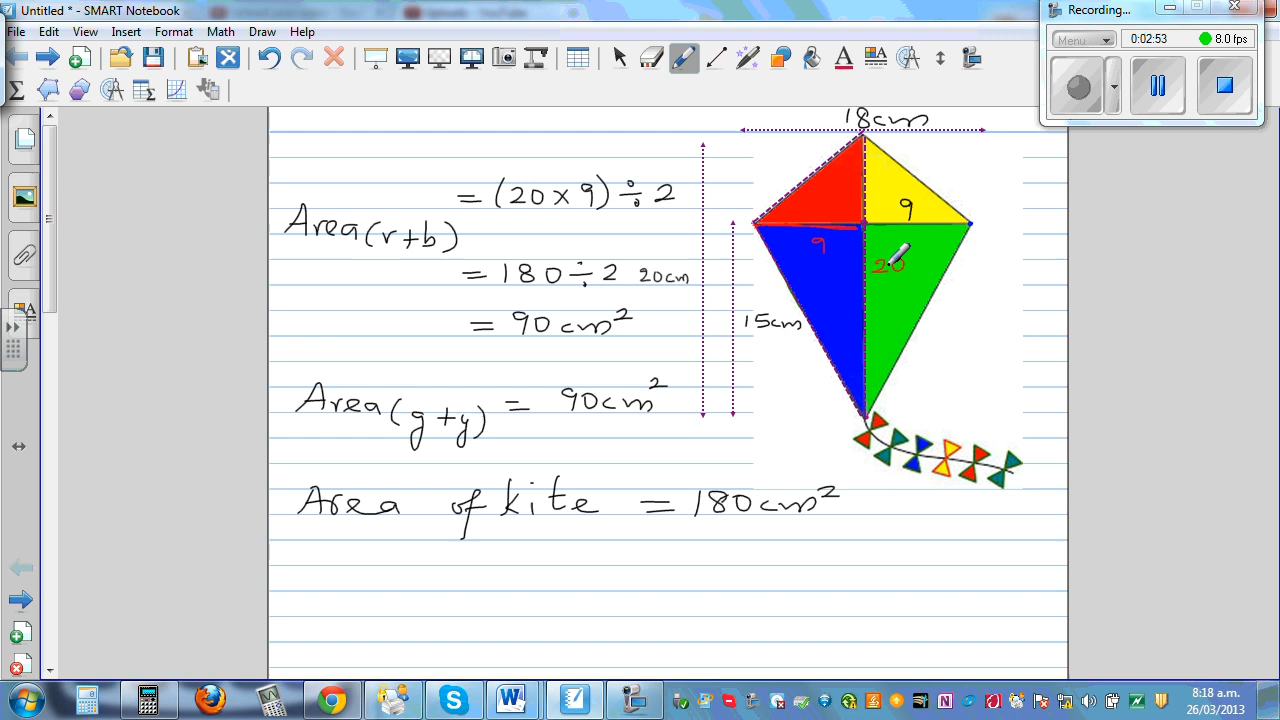 Untitled * - SMART Notebook
File Edit View Insert Format Math Draw Help
Recording...
Menu 0:02:53 8.0 fps
18cm
= (20 x 9) ÷ 2
Area(r+b)
= 180 ÷ 2
20cm
= 90 cm²
9
9
20
15cm
Area(g+y) = 90cm²
Area of kite = 180cm²
8:18 a.m.
26/03/2013